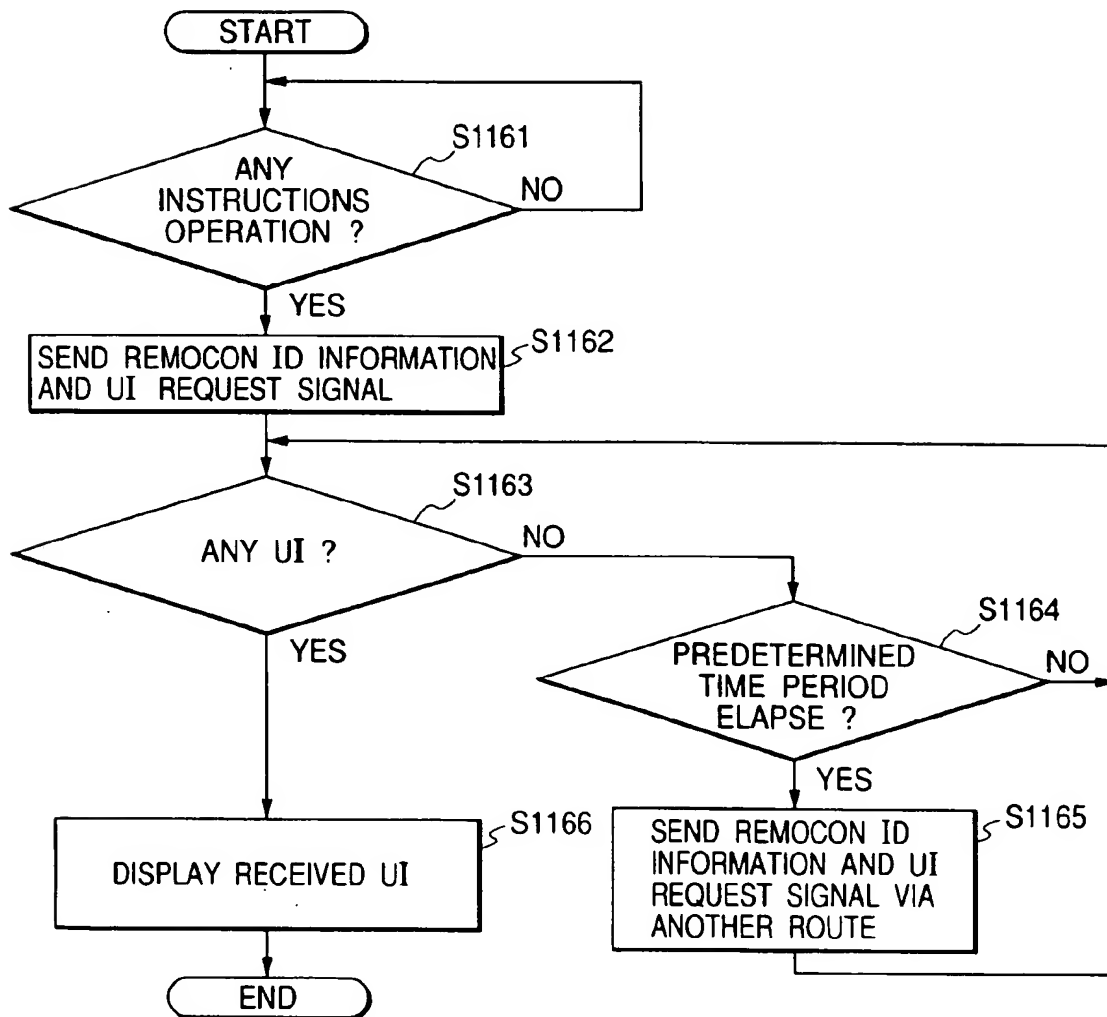 START
S1161
ANY
INSTRUCTIONS
OPERATION ?
NO
YES
S1162
SEND REMOCON ID INFORMATION
AND UI REQUEST SIGNAL
S1163
ANY UI ?
NO
YES
S1164
PREDETERMINED
TIME PERIOD
ELAPSE ?
NO
YES
S1165
SEND REMOCON ID
INFORMATION AND UI
REQUEST SIGNAL VIA
ANOTHER ROUTE
S1166
DISPLAY RECEIVED UI
END